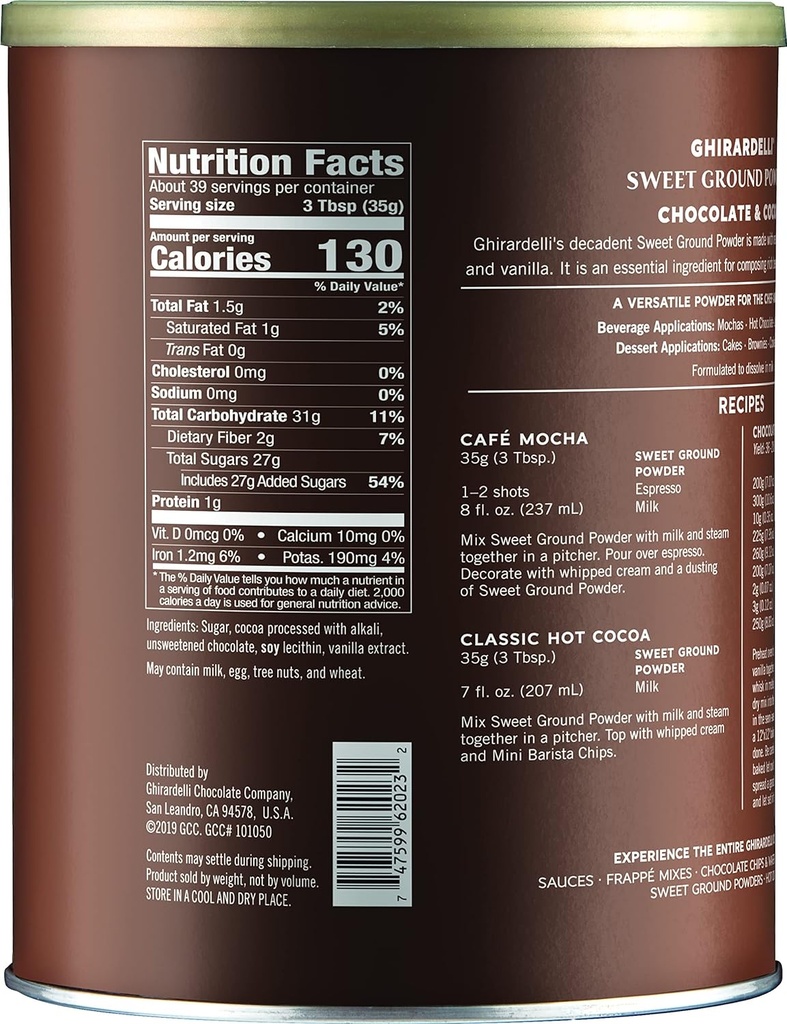 Nutrition Facts
About 39 servings per container
Serving size 3 Tbsp (35g)
Amount per serving
Calories 130
% Daily Value*
Total Fat 1.5g 2%
Saturated Fat 1g 5%
Trans Fat 0g
Cholesterol 0mg 0%
Sodium 0mg 0%
Total Carbohydrate 31g 11%
Dietary Fiber 2g 7%
Total Sugars 27g
Includes 27g Added Sugars 54%
Protein 1g
Vit. D 0mcg 0% • Calcium 10mg 0%
Iron 1.2mg 6% • Potas. 190mg 4%
* The % Daily Value tells you how much a nutrient in
a serving of food contributes to a daily diet. 2,000
calories a day is used for general nutrition advice.
Ingredients: Sugar, cocoa processed with alkali,
unsweetened chocolate, soy lecithin, vanilla extract.
May contain milk, egg, tree nuts, and wheat.
Distributed by
Ghirardelli Chocolate Company,
San Leandro, CA 94578, U.S.A.
©2019 GCC. GCC# 101050
Contents may settle during shipping.
Product sold by weight, not by volume.
STORE IN A COOL AND DRY PLACE.
7 47599 62023 2
GHIRARDELLI
SWEET GROUND
CHOCOLATE &
Ghirardelli's decadent Sweet Ground Powder is made
and vanilla. It is an essential ingredient for composing
A VERSATILE POWDER FOR THE
Beverage Applications: Mochas · Hot
Dessert Applications: Cakes · Brownies ·
Formulated to dissolve in
RECIPES
CAFÉ MOCHA
35g (3 Tbsp.) SWEET GROUND
POWDER
1–2 shots Espresso
8 fl. oz. (237 mL) Milk
Mix Sweet Ground Powder with milk and steam
together in a pitcher. Pour over espresso.
Decorate with whipped cream and a dusting
of Sweet Ground Powder.
CLASSIC HOT COCOA
35g (3 Tbsp.) SWEET GROUND
POWDER
7 fl. oz. (207 mL) Milk
Mix Sweet Ground Powder with milk and steam
together in a pitcher. Top with whipped cream
and Mini Barista Chips.
200g
300g
10g
225g
260g
200g
2g
3g
250g
EXPERIENCE THE ENTIRE
SAUCES · FRAPPÉ MIXES · CHOCOLATE CHIPS &
SWEET GROUND POWDERS ·